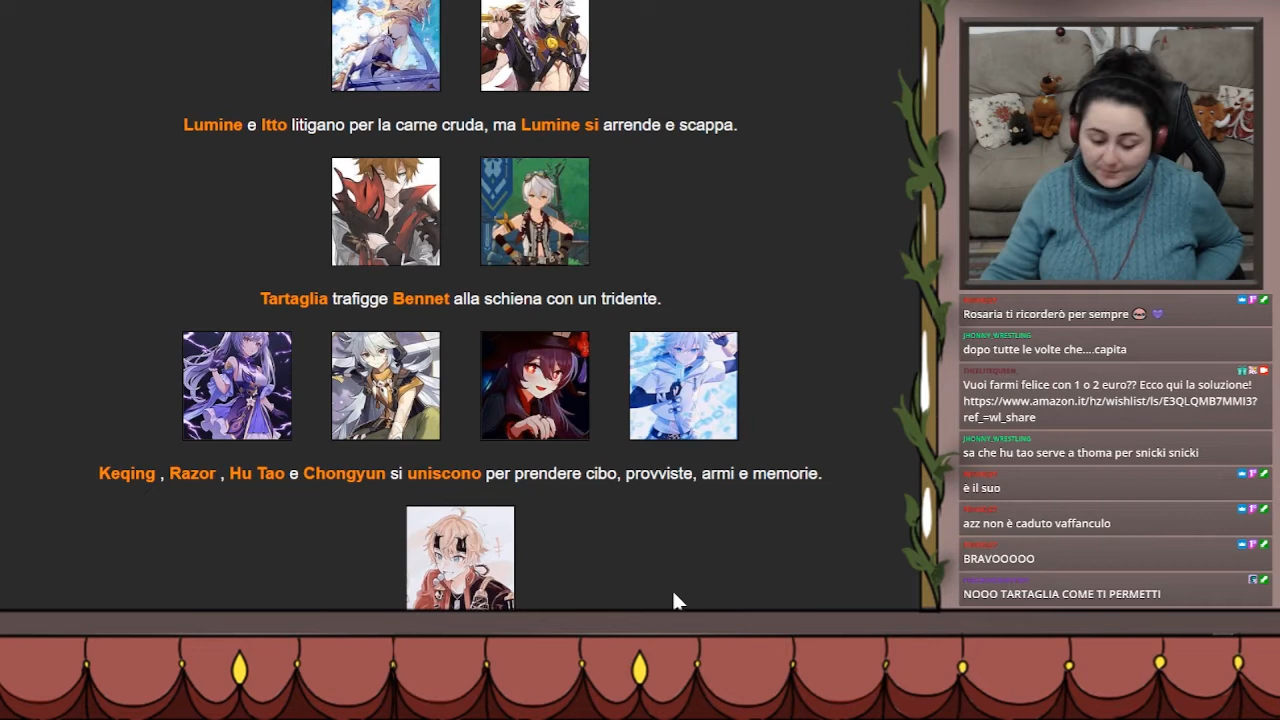 Lumine e Itto litigano per la carne cruda, ma Lumine si arrende e scappa.
Tartaglia trafigge Bennet alla schiena con un tridente.
Keqing , Razor , Hu Tao e Chongyun si uniscono per prendere cibo, provviste, armi e memorie.
Rosaria ti ricorderò per sempre
JHONNY_WRESTLING
dopo tutte le volte che....capita
Vuoi farmi felice con 1 o 2 euro?? Ecco qui la soluzione!
https://www.amazon.it/hz/wishlist/ls/E3QLQMB7MMI3?
ref_=wl_share
JHONNY_WRESTLING
sa che hu tao serve a thoma per snicki snicki
è il suo
azz non è caduto vaffanculo
BRAVOOOOO
NOOO TARTAGLIA COME TI PERMETTI